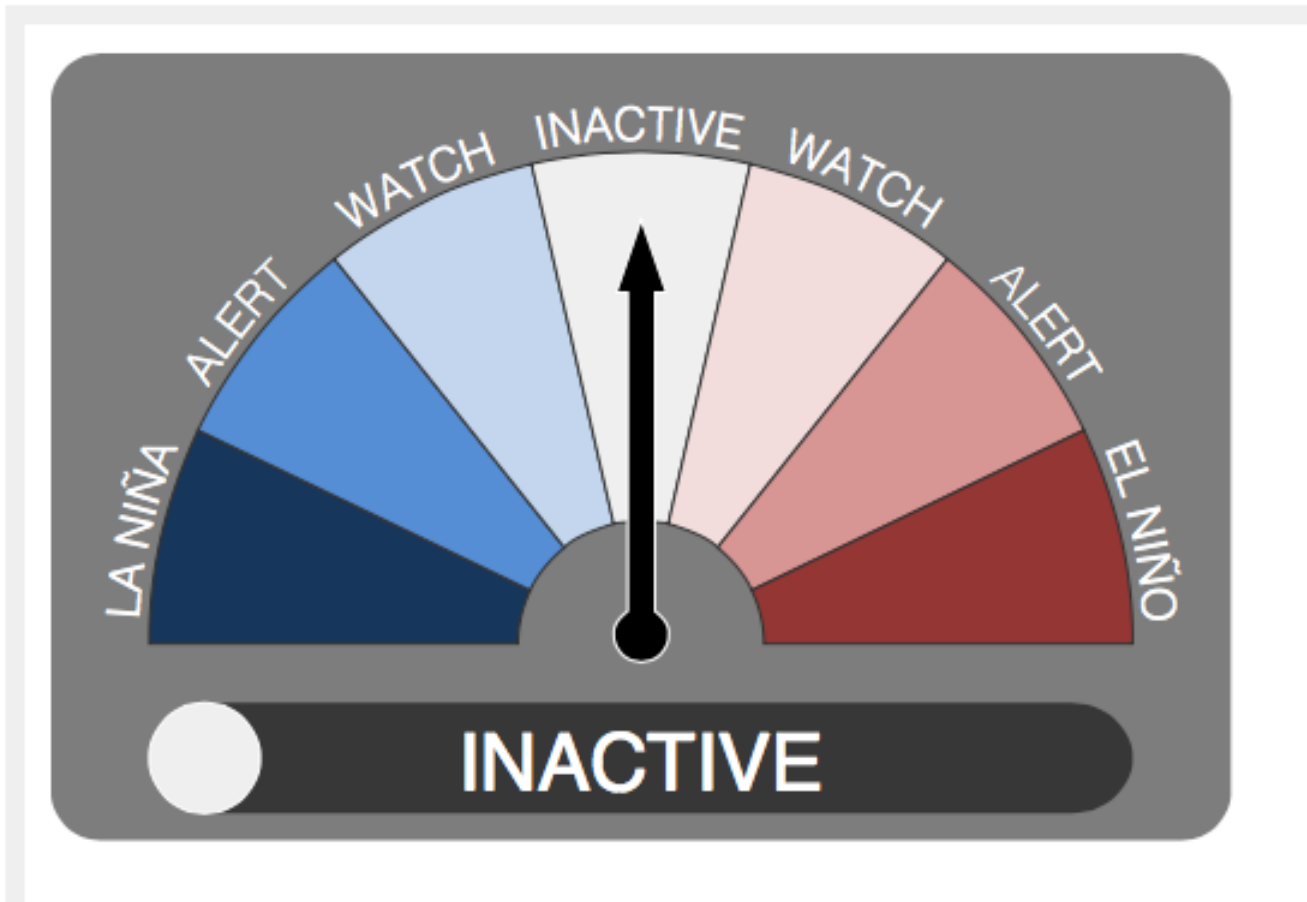 LA NIÑA
ALERT
WATCH
INACTIVE
WATCH
ALERT
EL NIÑO
INACTIVE